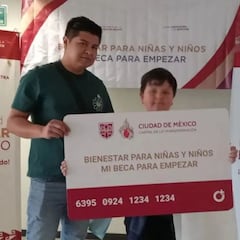 AR PARA NIÑAS Y NIÑOS
BECA PARA EMPEZAR
CIUDAD DE MÉXICO
CAPITAL DE LA TRANSFORMACIÓN
BIENESTAR PARA NIÑAS Y NIÑOS
MI BECA PARA EMPEZAR
6395 0924 1234 1234